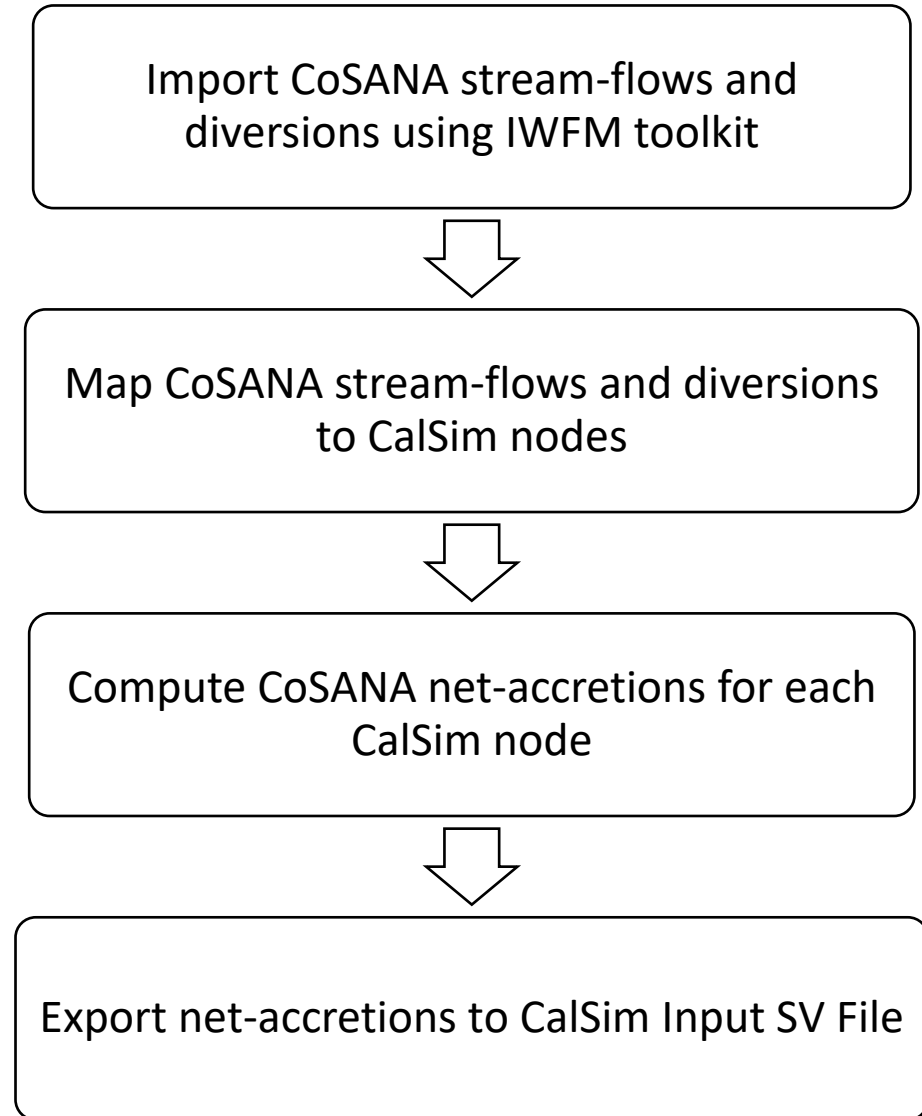 Import CoSANA stream-flows and
diversions using IWFM toolkit
Map CoSANA stream-flows and diversions
to CalSim nodes
Compute CoSANA net-accretions for each
CalSim node
Export net-accretions to CalSim Input SV File